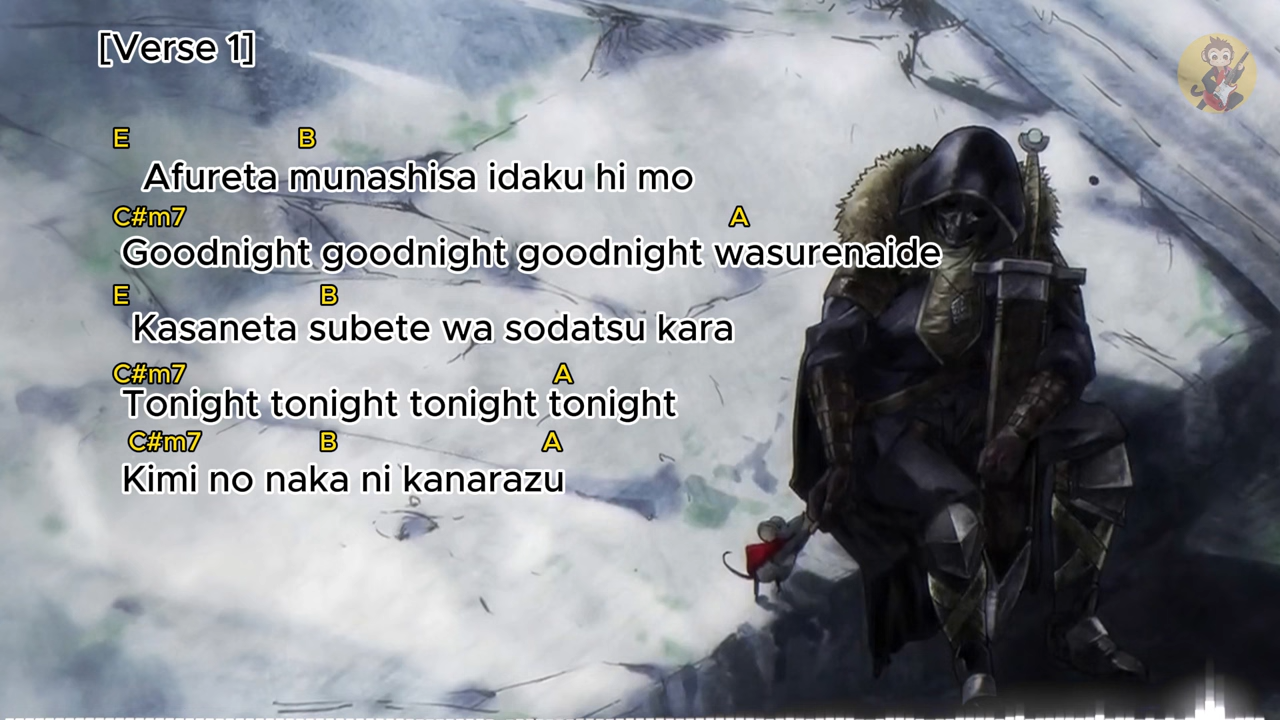 [Verse 1]
E B
Afureta munashisa idaku hi mo
C#m7 A
Goodnight goodnight goodnight wasurenaide
E B
Kasaneta subete wa sodatsu kara
C#m7 A
Tonight tonight tonight tonight
C#m7 B A
Kimi no naka ni kanarazu